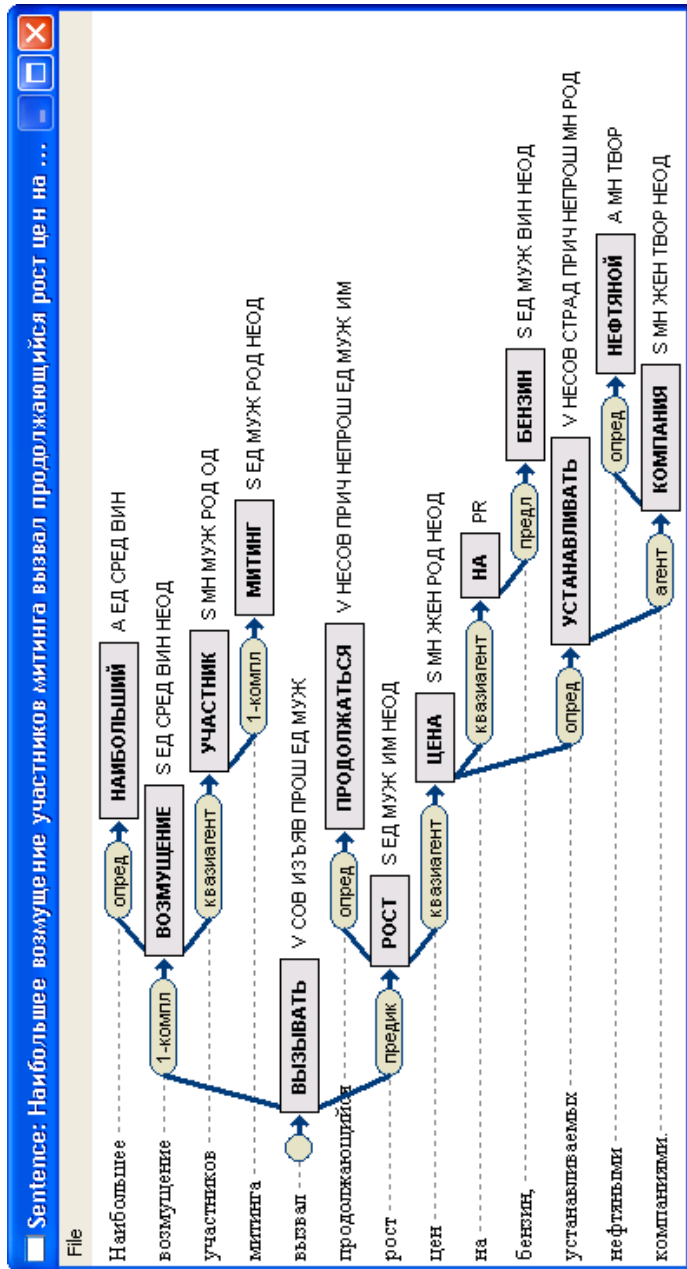 Sentence: Наибольшее возмущение участников митинга вызвал продолжающийся рост цен на ...
File
Наибольшее опред НАИБОЛЬШИЙ A ЕД СРЕД ВИН
возмущение 1-компл ВОЗМУЩЕНИЕ S ЕД СРЕД ВИН НЕОД
участников квазиагент УЧАСТНИК S МН МУЖ РОД ОД
митинга 1-компл МИТИНГ S ЕД МУЖ РОД НЕОД
вызвал ВЫЗЫВАТЬ V СОВ ИЗЪЯВ ПРОШ ЕД МУЖ
продолжающийся опред ПРОДОЛЖАТЬСЯ V НЕСОВ ПРИЧ НЕПРОШ ЕД МУЖ ИМ
рост предик РОСТ S ЕД МУЖ ИМ НЕОД
цен квазиагент ЦЕНА S МН ЖЕН РОД НЕОД
на квазиагент НА PR
бензин, предл БЕНЗИН S ЕД МУЖ ВИН НЕОД
устанавливаемых опред УСТАНАВЛИВАТЬ V НЕСОВ СТРАД ПРИЧ НЕПРОШ МН РОД
нефтяными опред НЕФТЯНОЙ A МН ТВОР
компаниями. агент КОМПАНИЯ S МН ЖЕН ТВОР НЕОД